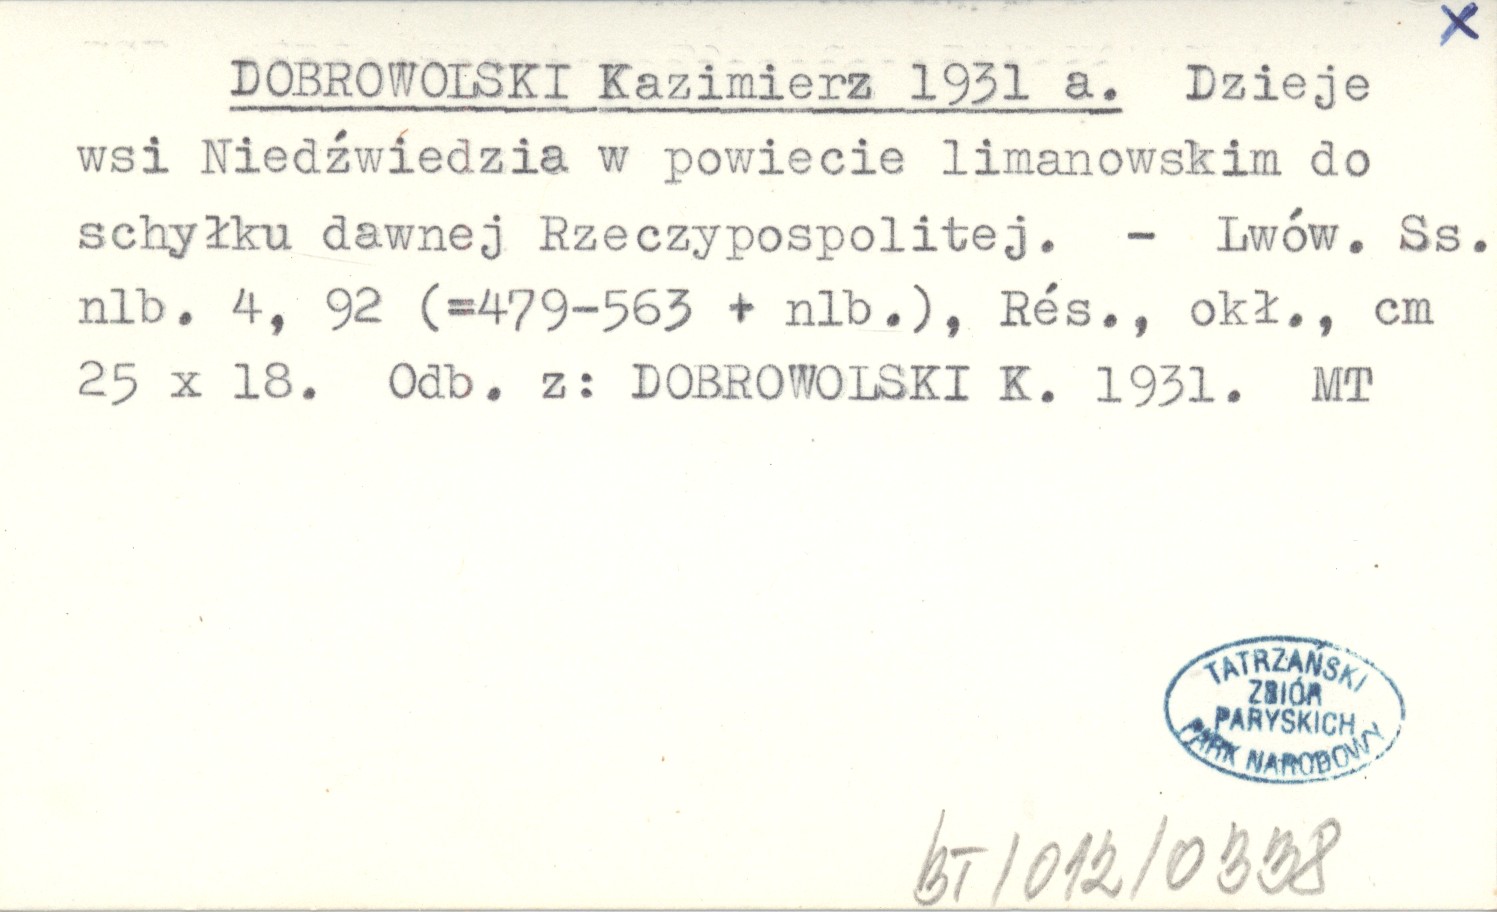 x
DOBROWOLSKI Kazimierz 1931 a. Dzieje
wsi Niedźwiedzia w powiecie limanowskim do
schyłku dawnej Rzeczypospolitej. - Lwów. Ss.
nlb. 4, 92 (=479-563 + nlb.), Rés., okł., cm
25 x 18. Odb. z: DOBROWOLSKI K. 1931. MT
TATRZAŃSKI
ZBIÓR
PARYSKICH
PARK NARODOWY
BT/012/0338